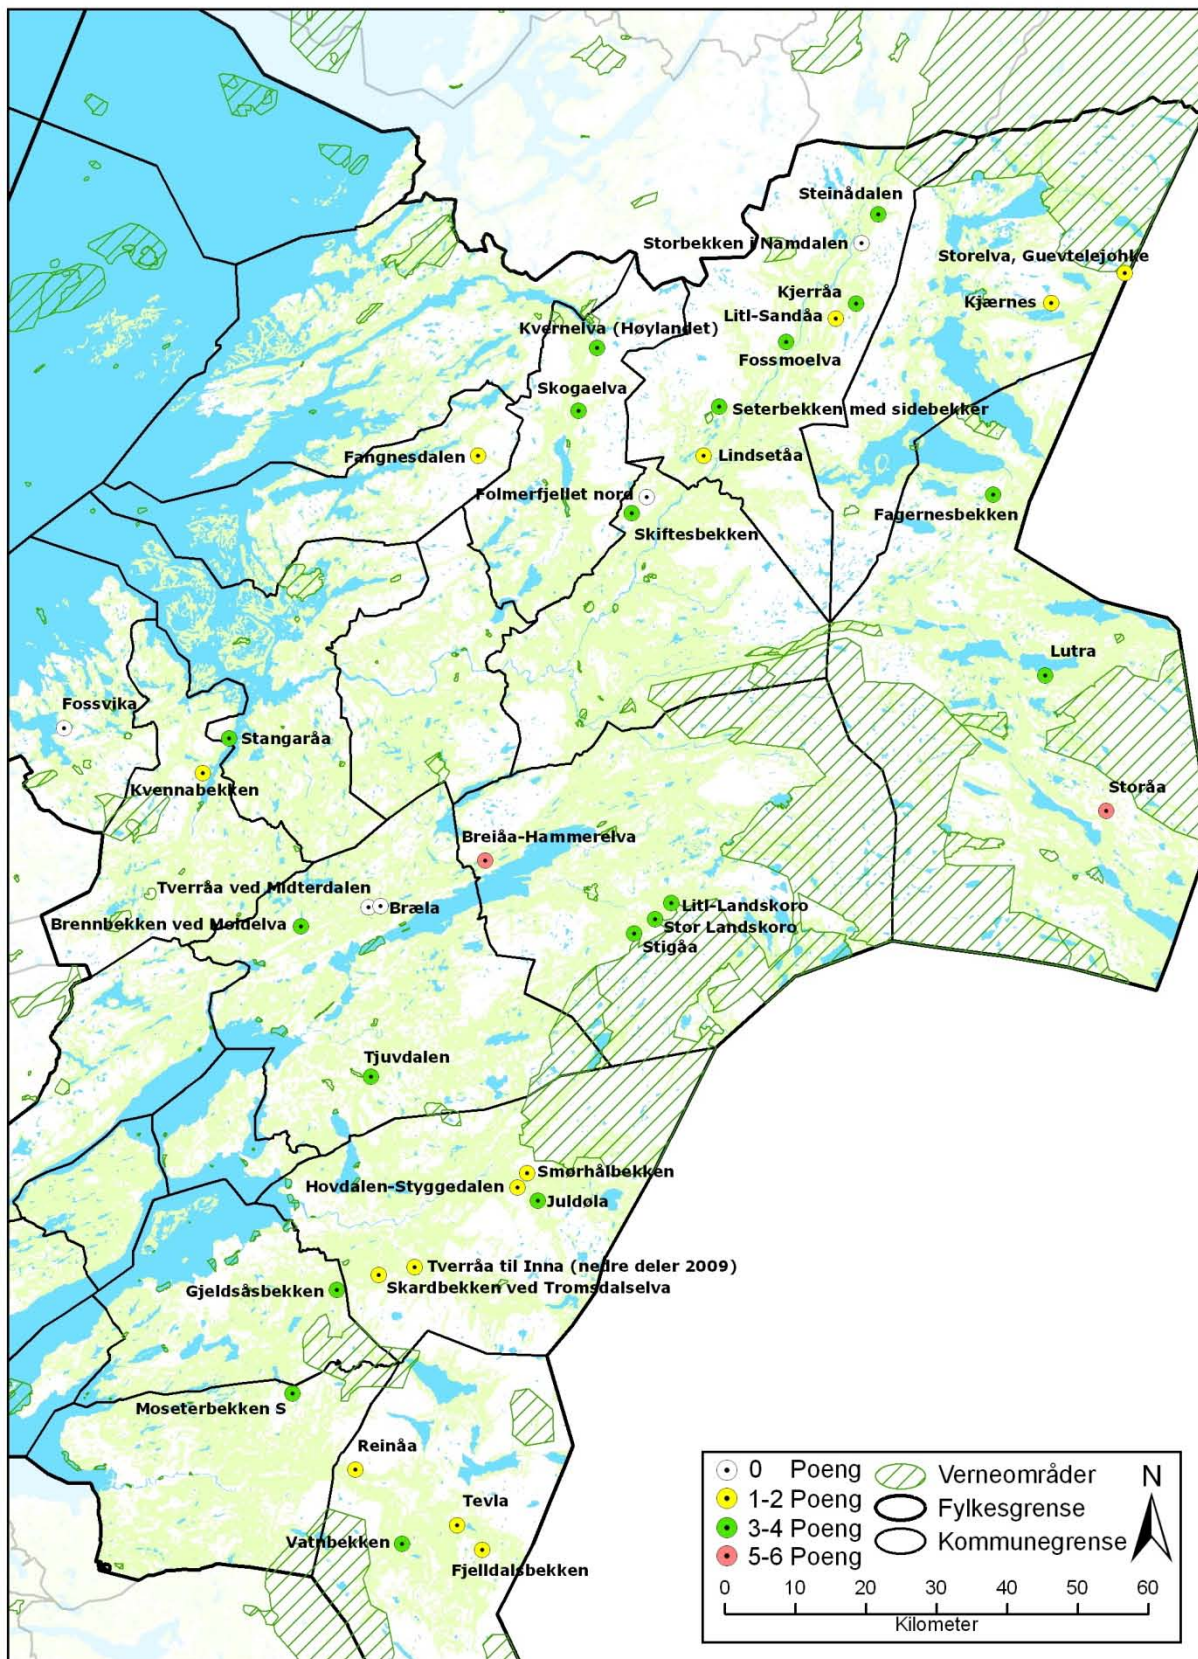 Steinådalen
Storbekken i Namdalen
Storelva, Guevtelejøhke
Kjerråa
Kjærnes
Litl-Sandåa
Kvernelva (Høylandet)
Fossmoelva
Skogaelva
Seterbekken med sidebekker
Fangnesdalen
Lindsetåa
Folmerfjellet nord
Fagernesbekken
Skiftesbekken
Lutra
Fossvika
Stangaråa
Kvennabekken
Storåa
Breiåa-Hammerelva
Tverråa ved Midterdalen
Litl-Landskoro
Bræla
Brennbekken ved Moldelva
Stor Landskoro
Stigåa
Tjuvdalen
Smørhålbekken
Hovdalen-Styggedalen
Juldøla
Tverråa til Inna (nedre deler 2009)
Skardbekken ved Tromsdalselva
Gjeldsåsbekken
Moseterbekken S
Reinåa
Tevla
Vatnbekken
Fjelldalsbekken
0 Poeng
1-2 Poeng
3-4 Poeng
5-6 Poeng
Verneområder
Fylkesgrense
Kommunegrense
N
0 10 20 30 40 50 60
Kilometer